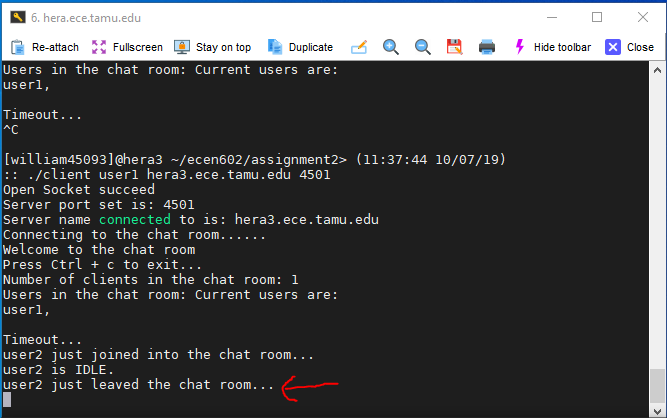 6. hera.ece.tamu.edu
Re-attach Fullscreen Stay on top Duplicate Hide toolbar Close
Users in the chat room: Current users are:
user1,
Timeout...
^C
[william45093]@hera3 ~/ecen602/assignment2> (11:37:44 10/07/19)
:: ./client user1 hera3.ece.tamu.edu 4501
Open Socket succeed
Server port set is: 4501
Server name connected to is: hera3.ece.tamu.edu
Connecting to the chat room......
Welcome to the chat room
Press Ctrl + c to exit...
Number of clients in the chat room: 1
Users in the chat room: Current users are:
user1,
Timeout...
user2 just joined into the chat room...
user2 is IDLE.
user2 just leaved the chat room...